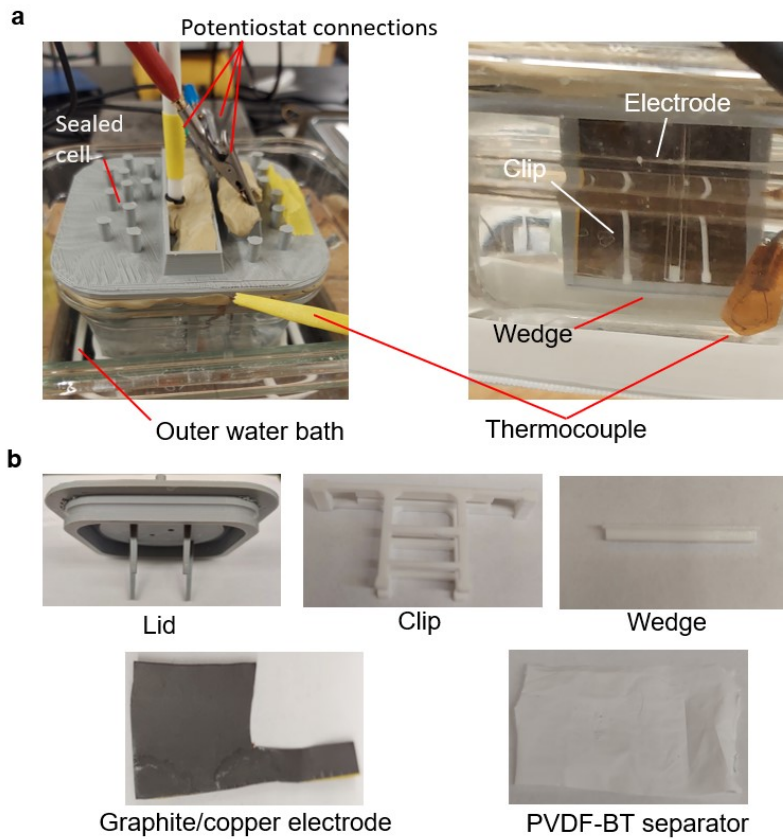 a
Potentiostat connections
Sealed
cell
Electrode
Clip
Wedge
Outer water bath
Thermocouple
b
Lid
Clip
Wedge
Graphite/copper electrode
PVDF-BT separator